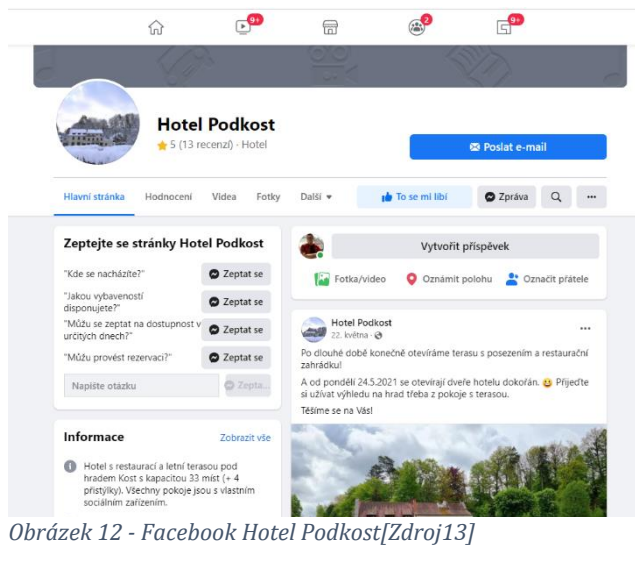 9+
2
9+
Hotel Podkost
5 (13 recenzí) · Hotel
Poslat e-mail
Hlavní stránka Hodnocení Videa Fotky Další To se mi líbí Zpráva
Zeptejte se stránky Hotel Podkost
"Kde se nacházíte?" Zeptat se
"Jakou vybaveností
disponujete?" Zeptat se
"Můžu se zeptat na dostupnost v
určitých dnech?" Zeptat se
"Můžu provést rezervaci?" Zeptat se
Napište otázku Zepta...
Informace Zobrazit vše
Hotel s restaurací a letní terasou pod
hradem Kost s kapacitou 33 míst (+ 4
přistýlky). Všechny pokoje jsou s vlastním
sociálním zařízením.
Vytvořit příspěvek
Fotka/video Oznámit polohu Označit přátele
Hotel Podkost
22. května ·
Po dlouhé době konečně otevíráme terasu s posezením a restaurační
zahrádku!
A od pondělí 24.5.2021 se otevírají dveře hotelu dokořán. 😃 Přijeďte
si užívat výhledu na hrad třeba z pokoje s terasou.
Těšíme se na Vás!
Obrázek 12 - Facebook Hotel Podkost[Zdroj13]